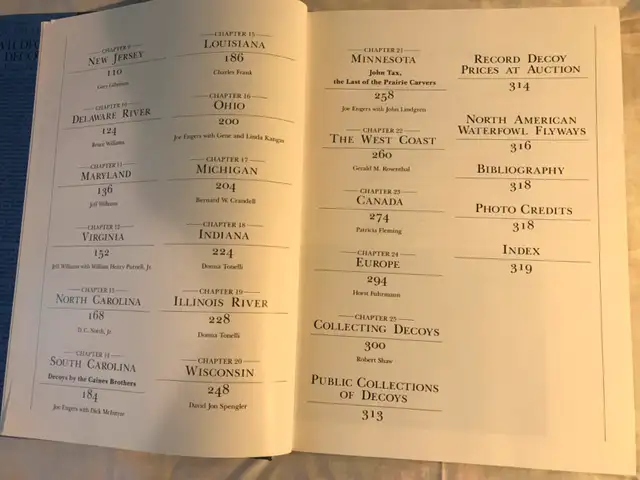 CHAPTER 9
NEW JERSEY
110
CHAPTER 10
DELAWARE RIVER
124
Bruce Williams
CHAPTER 11
MARYLAND
136
Jeff Williams
CHAPTER 12
VIRGINIA
152
Jeff Williams with William Henry Purnell, Jr.
CHAPTER 13
NORTH CAROLINA
168
CHAPTER 14
SOUTH CAROLINA
Decoys by the Caines Brothers
184
Joe Engers with Dick McIntyre
CHAPTER 15
LOUISIANA
186
Charles Frank
CHAPTER 16
OHIO
200
Joe Engers with Gene and Linda Kangas
CHAPTER 17
MICHIGAN
204
Bernard W. Crandell
CHAPTER 18
INDIANA
224
Donna Tonelli
CHAPTER 19
ILLINOIS RIVER
228
Donna Tonelli
CHAPTER 20
WISCONSIN
248
David Jon Spengler
CHAPTER 21
MINNESOTA
John Tax,
the Last of the Prairie Carvers
258
Joe Engers with John Lindgren
CHAPTER 22
THE WEST COAST
260
Gerald M. Rosenthal
CHAPTER 23
CANADA
274
Patricia Fleming
CHAPTER 24
EUROPE
294
Horst Fuhrmann
CHAPTER 25
COLLECTING DECOYS
300
Robert Shaw
PUBLIC COLLECTIONS
OF DECOYS
313
RECORD DECOY
PRICES AT AUCTION
314
NORTH AMERICAN
WATERFOWL FLYWAYS
316
BIBLIOGRAPHY
318
PHOTO CREDITS
318
INDEX
319